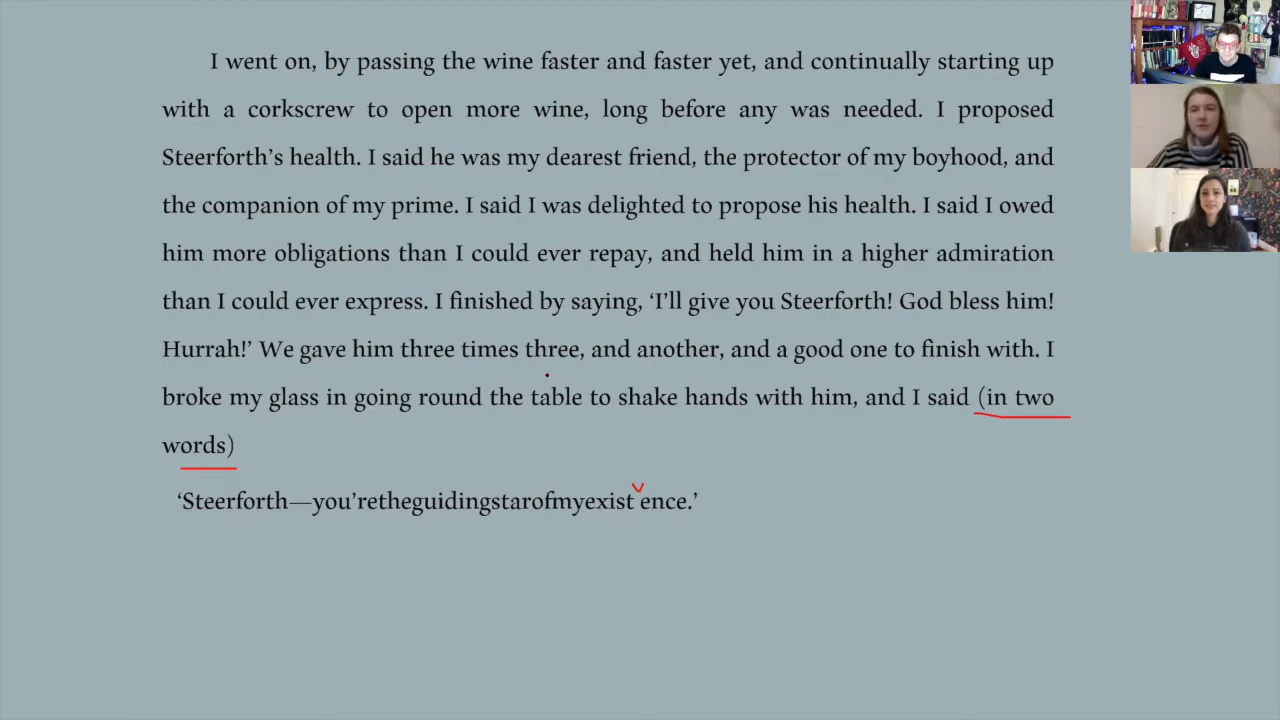 I went on, by passing the wine faster and faster yet, and continually starting up
with a corkscrew to open more wine, long before any was needed. I proposed
Steerforth’s health. I said he was my dearest friend, the protector of my boyhood, and
the companion of my prime. I said I was delighted to propose his health. I said I owed
him more obligations than I could ever repay, and held him in a higher admiration
than I could ever express. I finished by saying, ‘I’ll give you Steerforth! God bless him!
Hurrah!’ We gave him three times three, and another, and a good one to finish with. I
broke my glass in going round the table to shake hands with him, and I said (in two
words)
‘Steerforth—you’retheguidingstarofmyexist ence.’